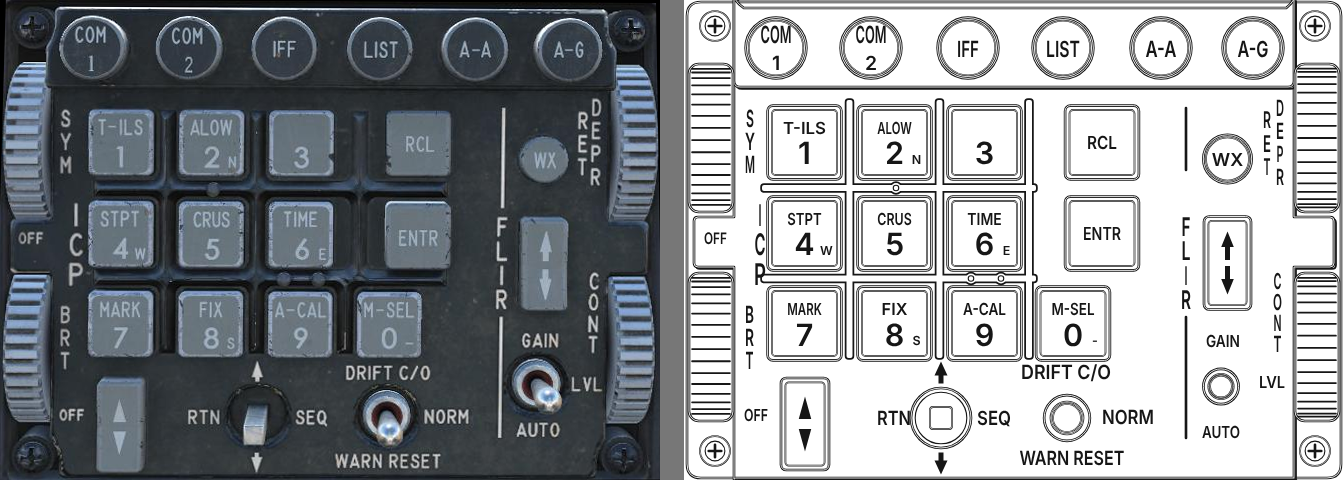 COM 1
COM 2
IFF
LIST
A-A
A-G
SYM
T-ILS 1
ALOW 2 N
3
RCL
WX
RET
DEPR
OFF
ICP
STPT 4 W
CRUS 5
TIME 6 E
ENTR
FLIR
CONT
BRT
MARK 7
FIX 8 S
A-CAL 9
M-SEL 0 -
GAIN
LVL
AUTO
DRIFT C/O
OFF
RTN
SEQ
NORM
WARN RESET
COM 1
COM 2
IFF
LIST
A-A
A-G
SYM
T-ILS 1
ALOW 2 N
3
RCL
WX
RET
DEPR
OFF
ICP
STPT 4 W
CRUS 5
TIME 6 E
ENTR
FLIR
CONT
BRT
MARK 7
FIX 8 S
A-CAL 9
M-SEL 0 -
GAIN
LVL
AUTO
DRIFT C/O
OFF
RTN
SEQ
NORM
WARN RESET